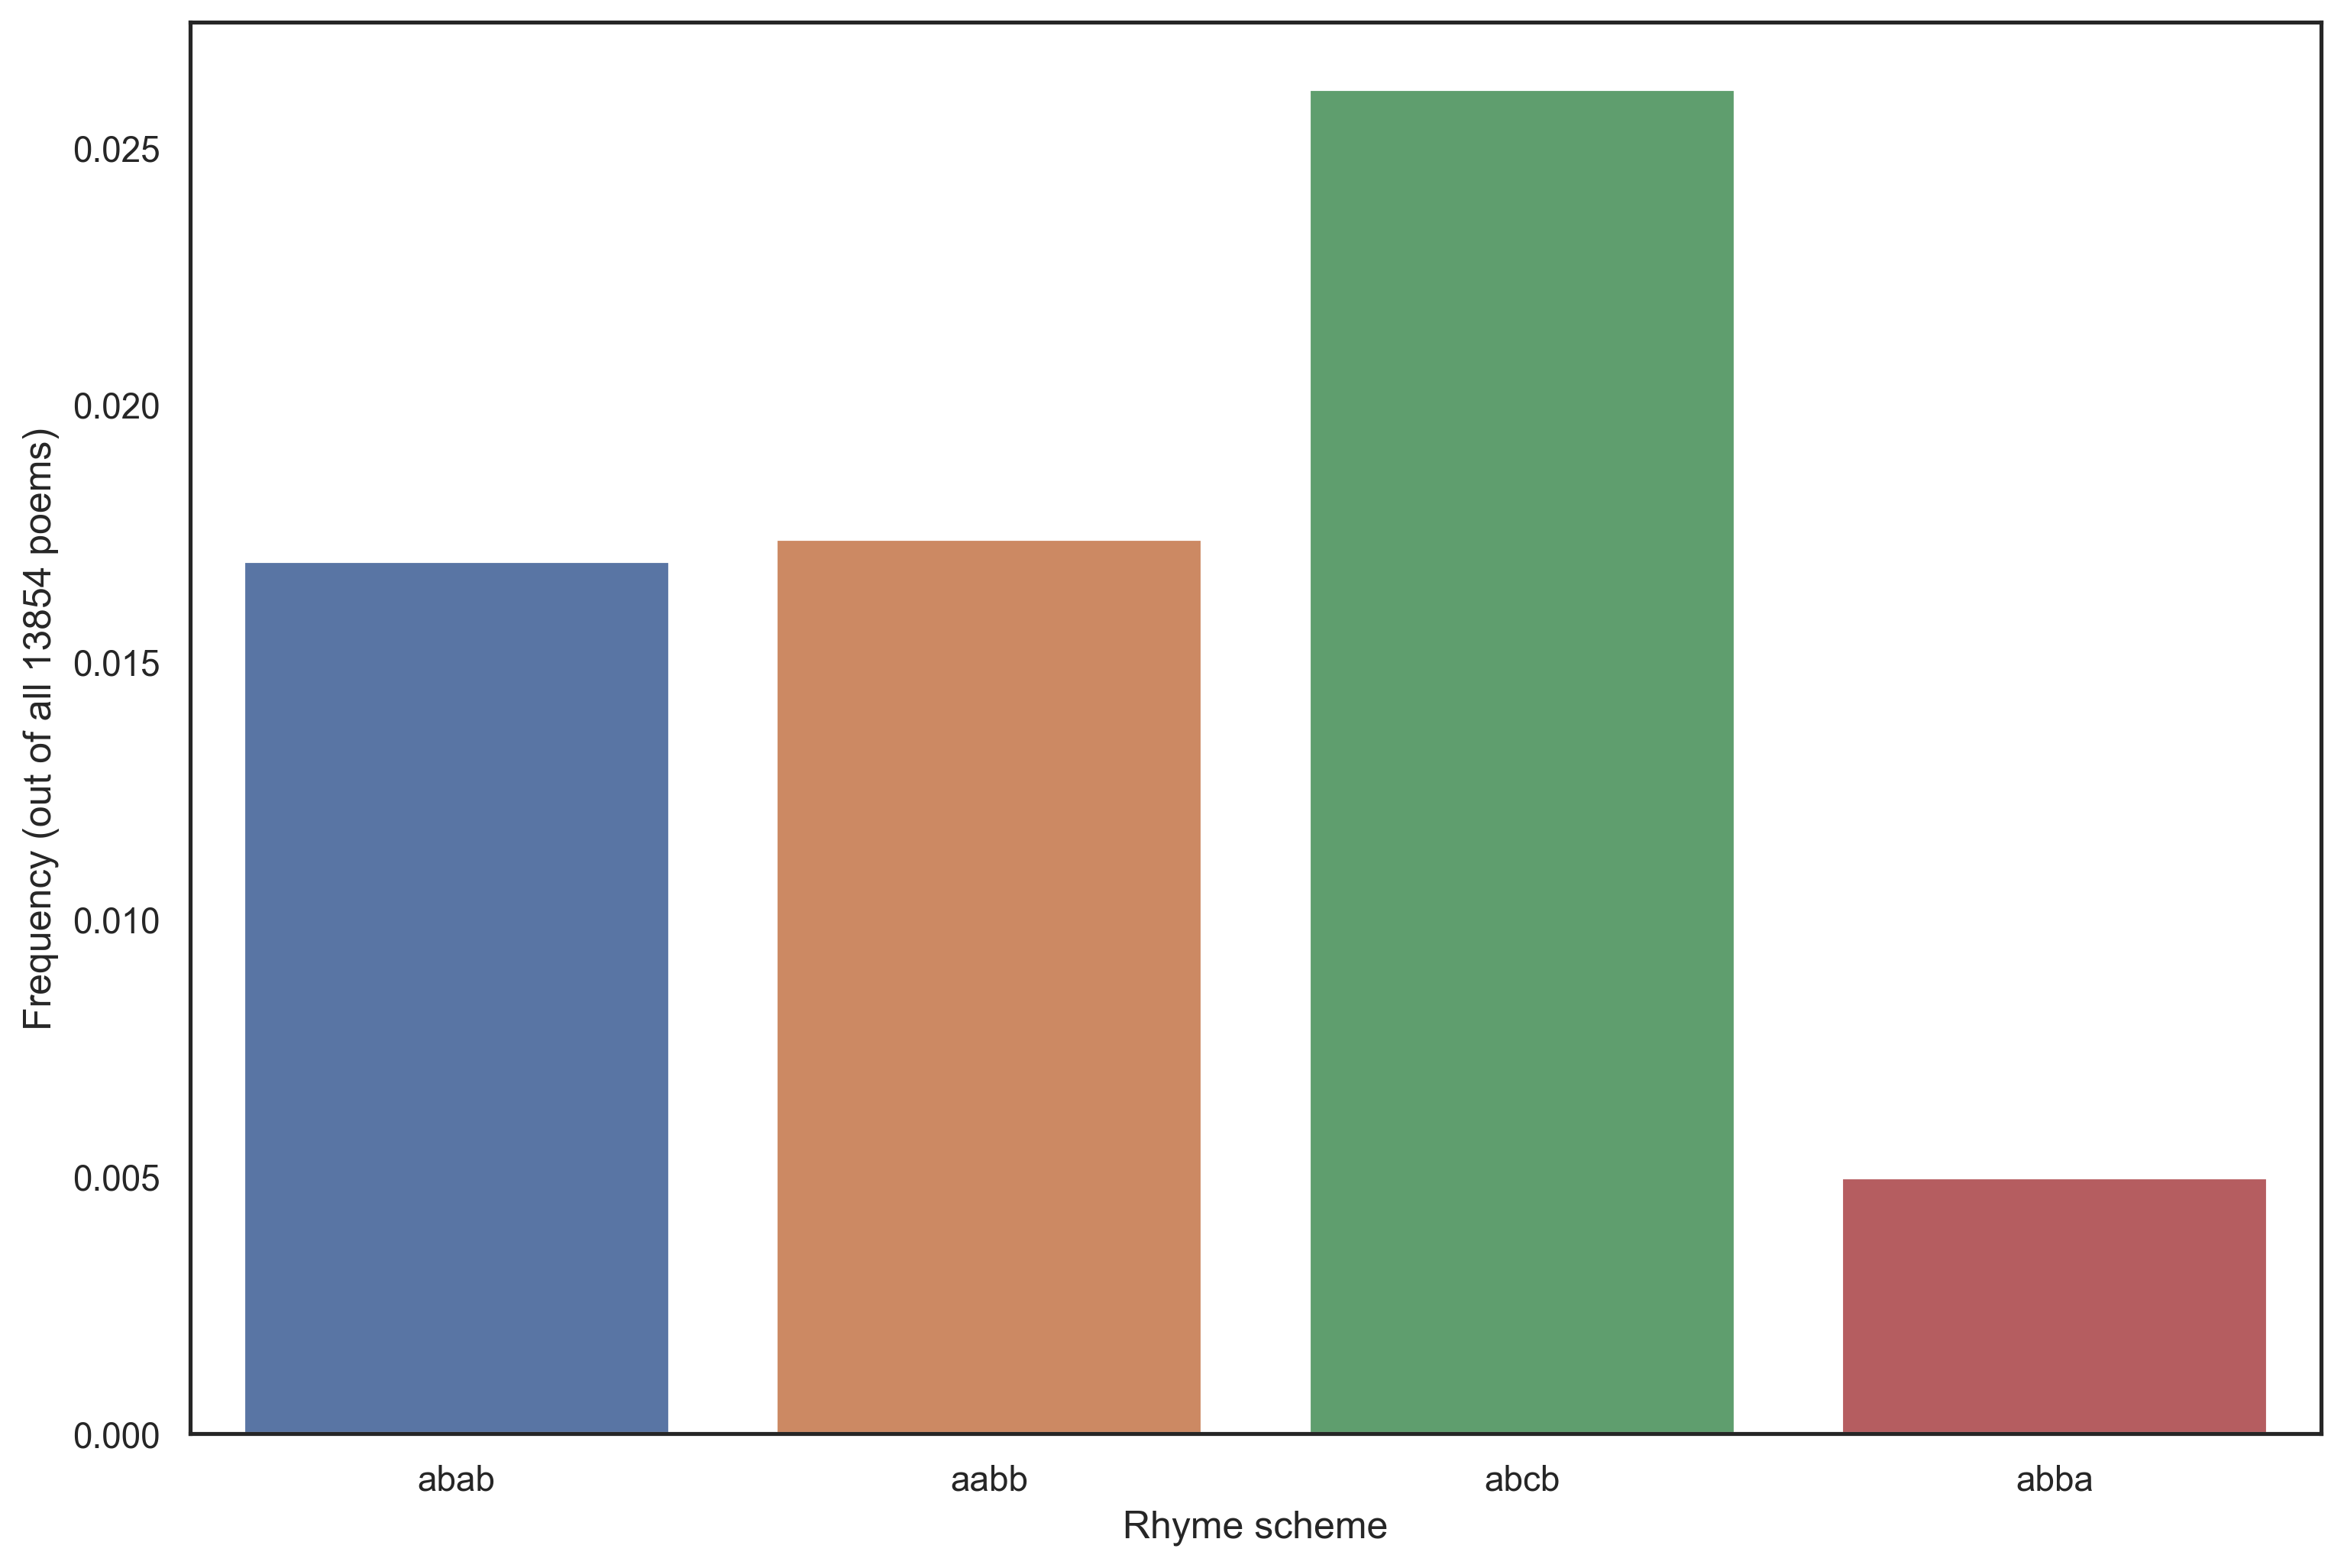 0.025
0.020
0.015
0.010
0.005
0.000
Frequency (out of all 13854 poems)
abab
aabb
abcb
abba
Rhyme scheme